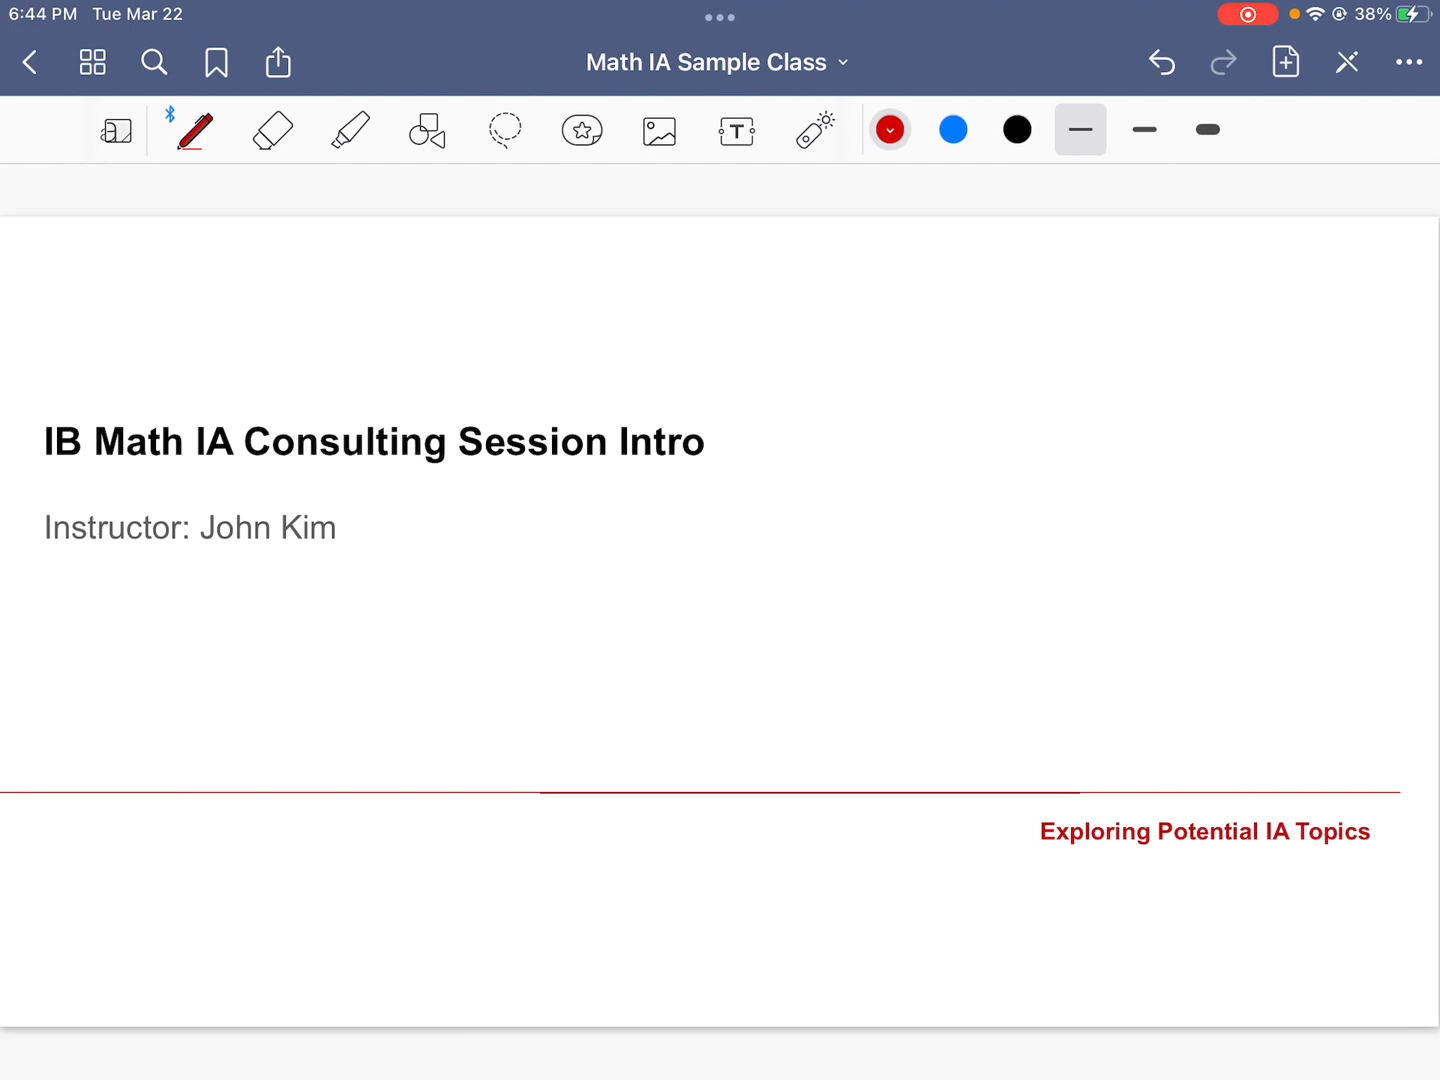 6:44 PM Tue Mar 22
38%
Math IA Sample Class
T
IB Math IA Consulting Session Intro
Instructor: John Kim
Exploring Potential IA Topics